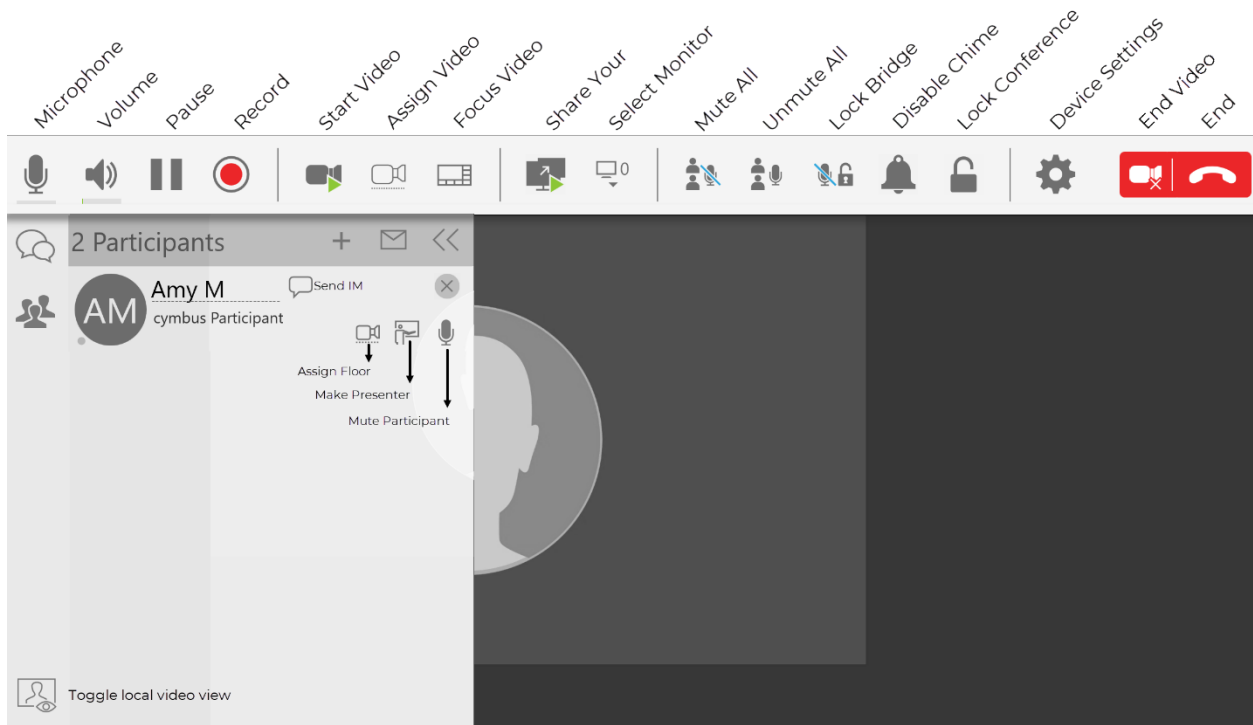 Microphone
Volume
Pause
Record
Start Video
Assign Video
Focus Video
Share Your
Select Monitor
Mute All
Unmute All
Lock Bridge
Disable Chime
Lock Conference
Device Settings
End Video
End
0
2 Participants
AM
Amy M
Send IM
cymbus Participant
Assign Floor
Make Presenter
Mute Participant
Toggle local video view